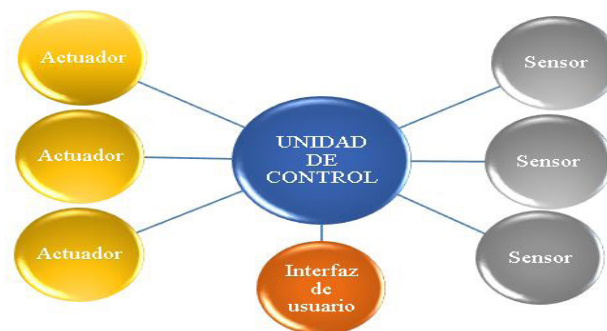 Actuador
Sensor
UNIDAD
DE
CONTROL
Actuador
Sensor
Actuador
Sensor
Interfaz
de
usuario